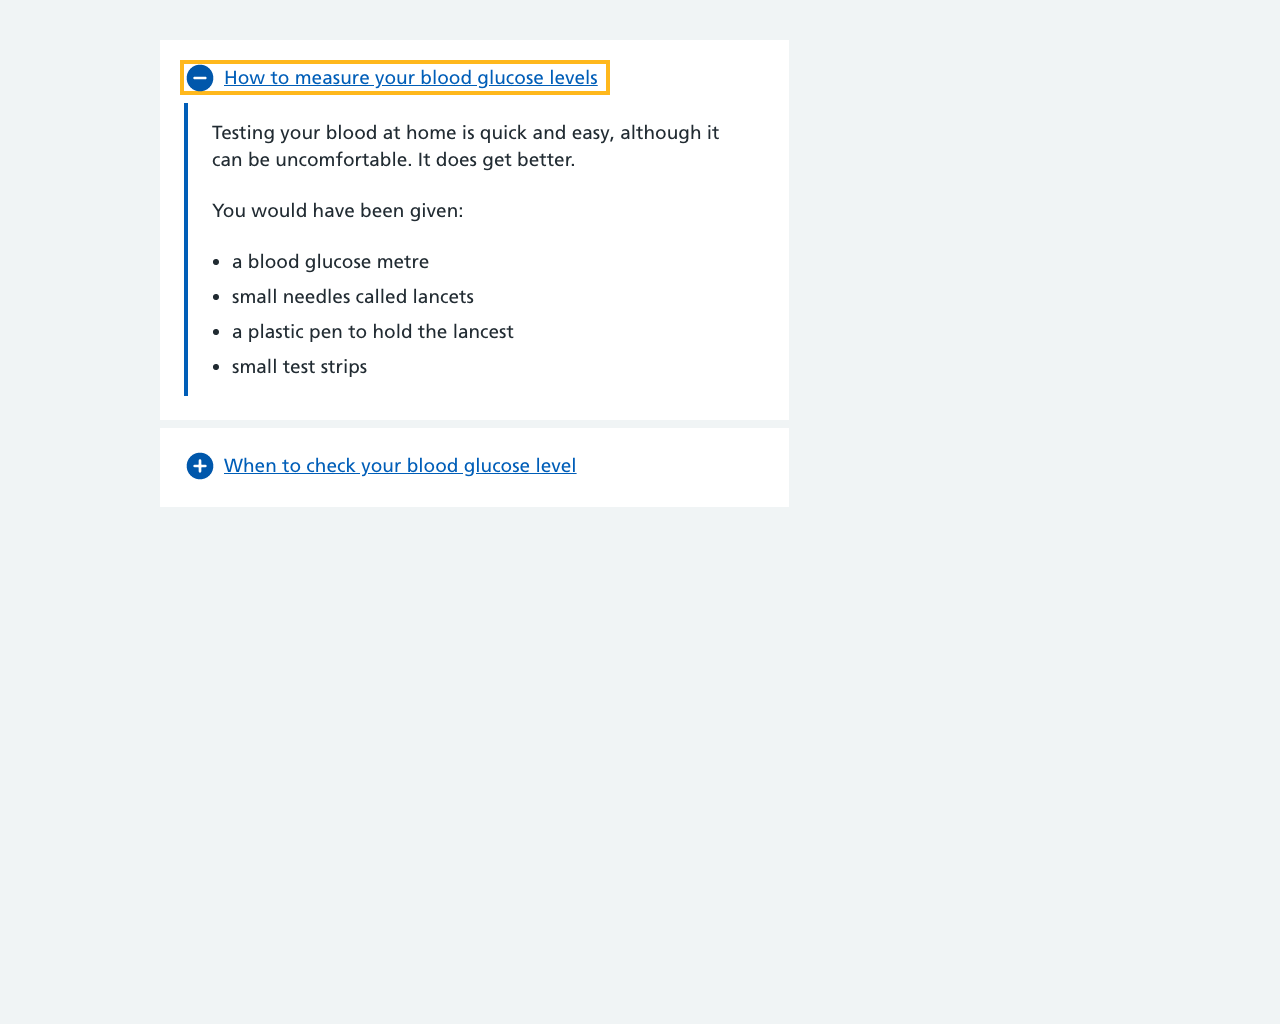 How to measure your blood glucose levels
Testing your blood at home is quick and easy, although it
can be uncomfortable. It does get better.
You would have been given:
• a blood glucose metre
• small needles called lancets
• a plastic pen to hold the lancest
• small test strips
When to check your blood glucose level